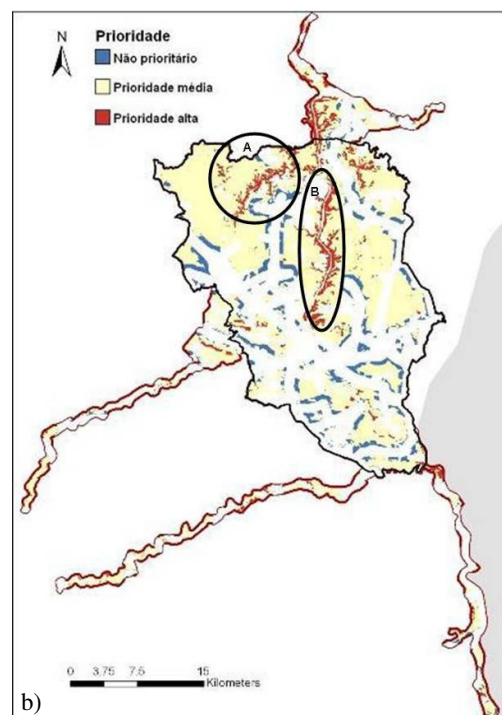 N
Prioridade
Não prioritário
Prioridade média
Prioridade alta
A
B
0 3.75 7.5 15
Kilometers
b)